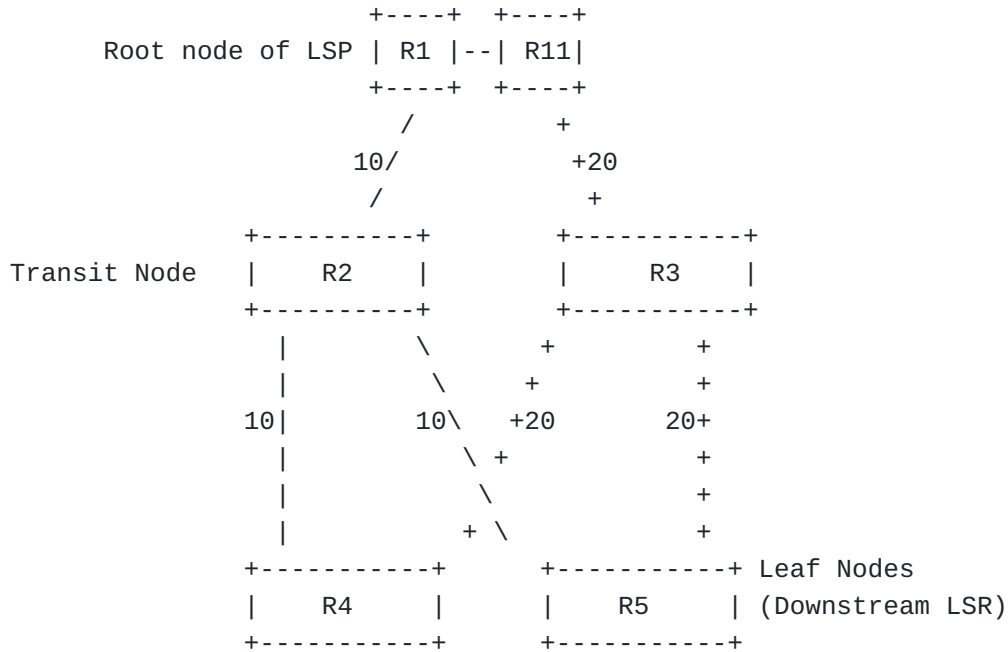 +----+  +----+
      Root node of LSP | R1 |--| R11|
                       +----+  +----+
                         /         +
                      10/           +20
                       /             +
               +----------+        +-----------+
Transit Node   |    R2    |        |     R3    |
               +----------+        +-----------+
                 |        \       +         +
                 |         \     +          +
               10|       10\   +20       20+
                 |           \ +            +
                 |            \             +
                 |           + \            +
               +-----------+      +-----------+ Leaf Nodes
               |    R4     |      |    R5     | (Downstream LSR)
               +-----------+      +-----------+